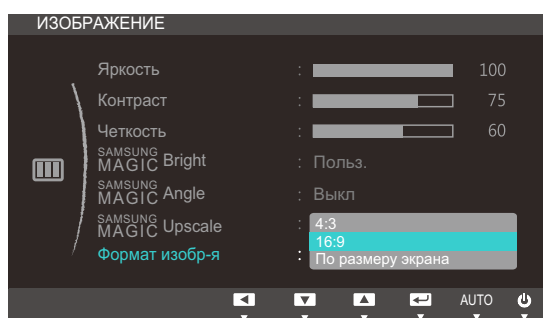 ИЗОБРАЖЕНИЕ
Яркость : 100
Контраст : 75
Четкость : 60
SAMSUNG MAGIC Bright : Польз.
SAMSUNG MAGIC Angle : Выкл
SAMSUNG MAGIC Upscale : 4:3
16:9
Формат изобр-я : По размеру экрана
AUTO